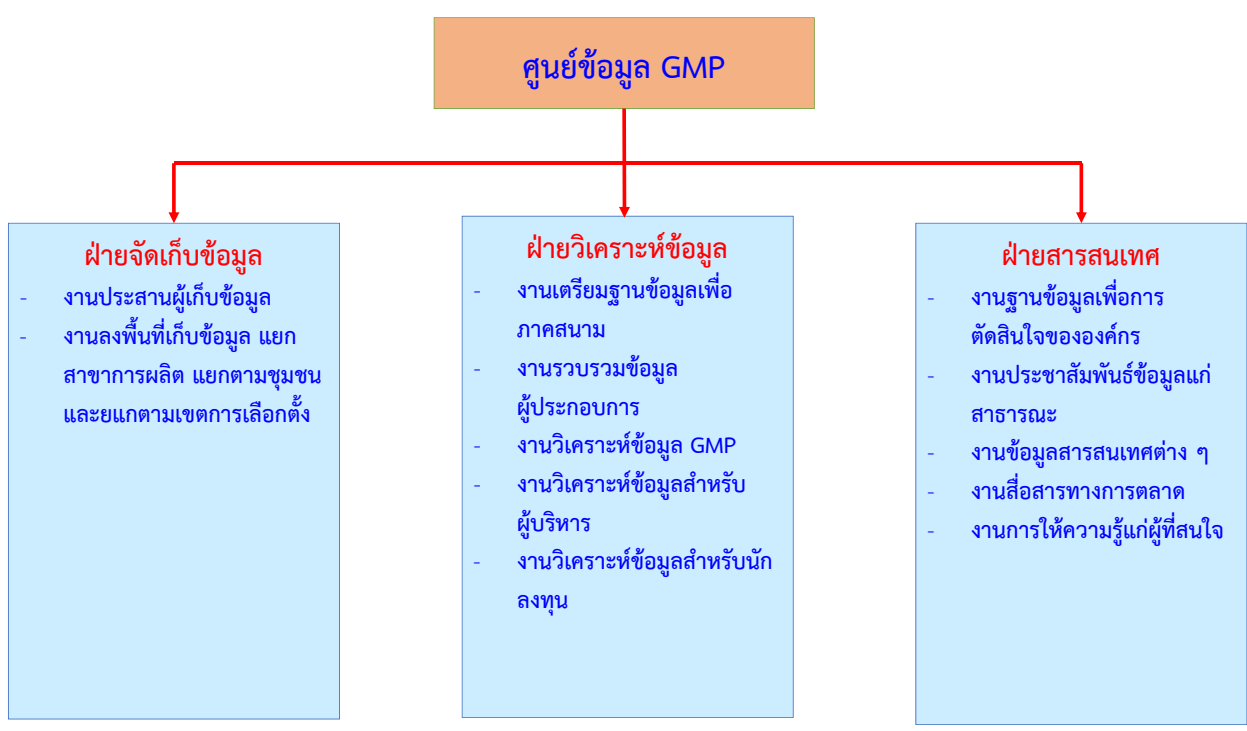 ศูนย์ข้อมูล GMP
ฝ่ายจัดเก็บข้อมูล
- งานประสานผู้เก็บข้อมูล
- งานลงพื้นที่เก็บข้อมูล แยก
สาขาการผลิต แยกตามชุมชน
และยแกตามเขตการเลือกตั้ง
ฝ่ายวิเคราะห์ข้อมูล
- งานเตรียมฐานข้อมูลเพื่อ
ภาคสนาม
- งานรวบรวมข้อมูล
ผู้ประกอบการ
- งานวิเคราะห์ข้อมูล GMP
- งานวิเคราะห์ข้อมูลสำหรับ
ผู้บริหาร
- งานวิเคราะห์ข้อมูลสำหรับนัก
ลงทุน
ฝ่ายสารสนเทศ
- งานฐานข้อมูลเพื่อการ
ตัดสินใจขององค์กร
- งานประชาสัมพันธ์ข้อมูลแก่
สาธารณะ
- งานข้อมูลสารสนเทศต่าง ๆ
- งานสื่อสารทางการตลาด
- งานการให้ความรู้แก่ผู้ที่สนใจ